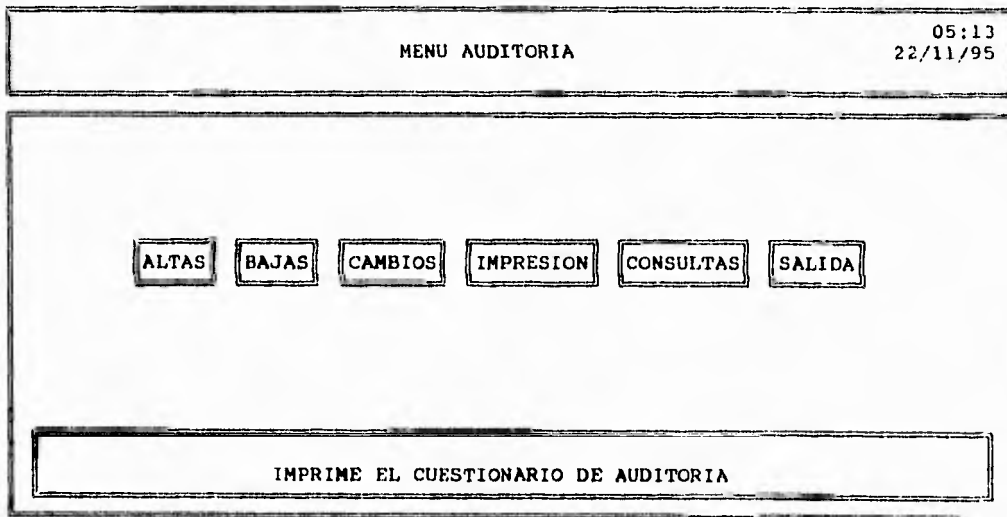 05:13
MENU AUDITORIA 22/11/95
ALTAS BAJAS CAMBIOS IMPRESION CONSULTAS SALIDA
IMPRIME EL CUESTIONARIO DE AUDITORIA